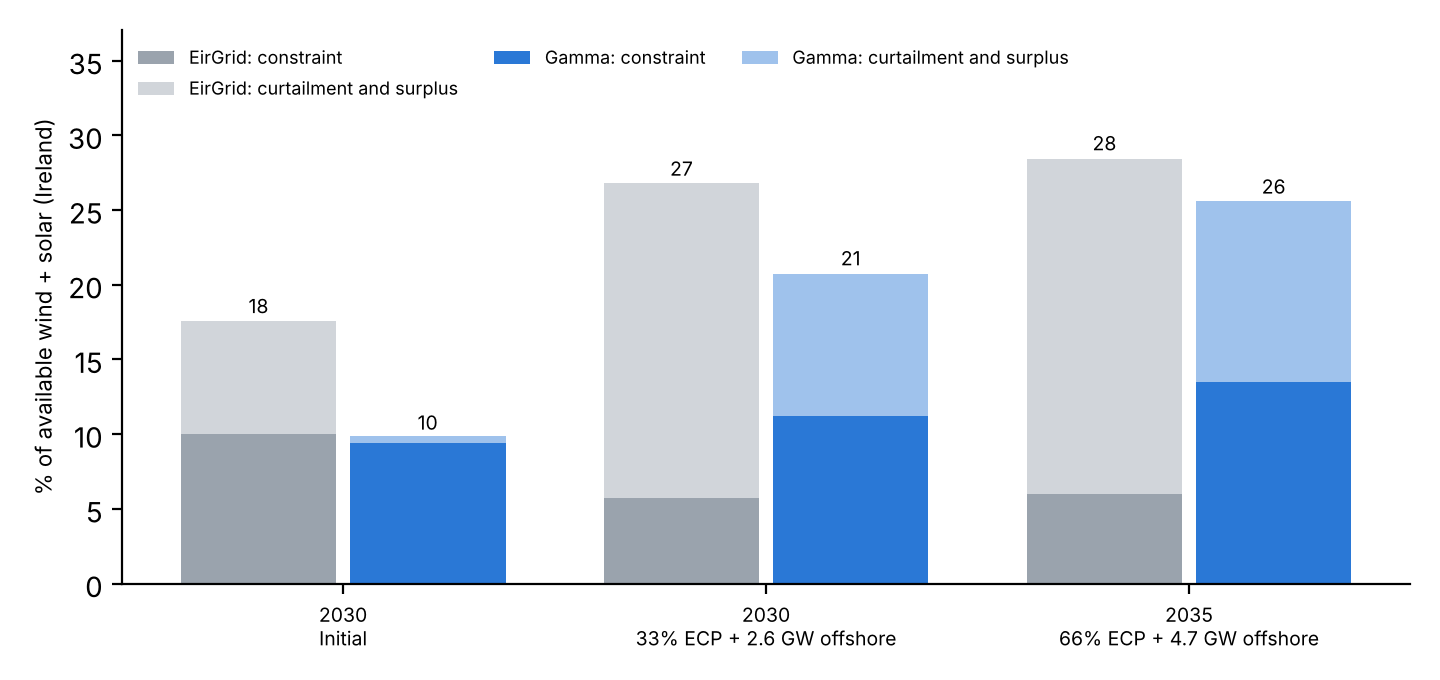 EirGrid: constraint
EirGrid: curtailment and surplus
Gamma: constraint
Gamma: curtailment and surplus
% of available wind + solar (Ireland)
35
30
25
20
15
10
5
0
18
10
27
21
28
26
2030
Initial
2030
33% ECP + 2.6 GW offshore
2035
66% ECP + 4.7 GW offshore